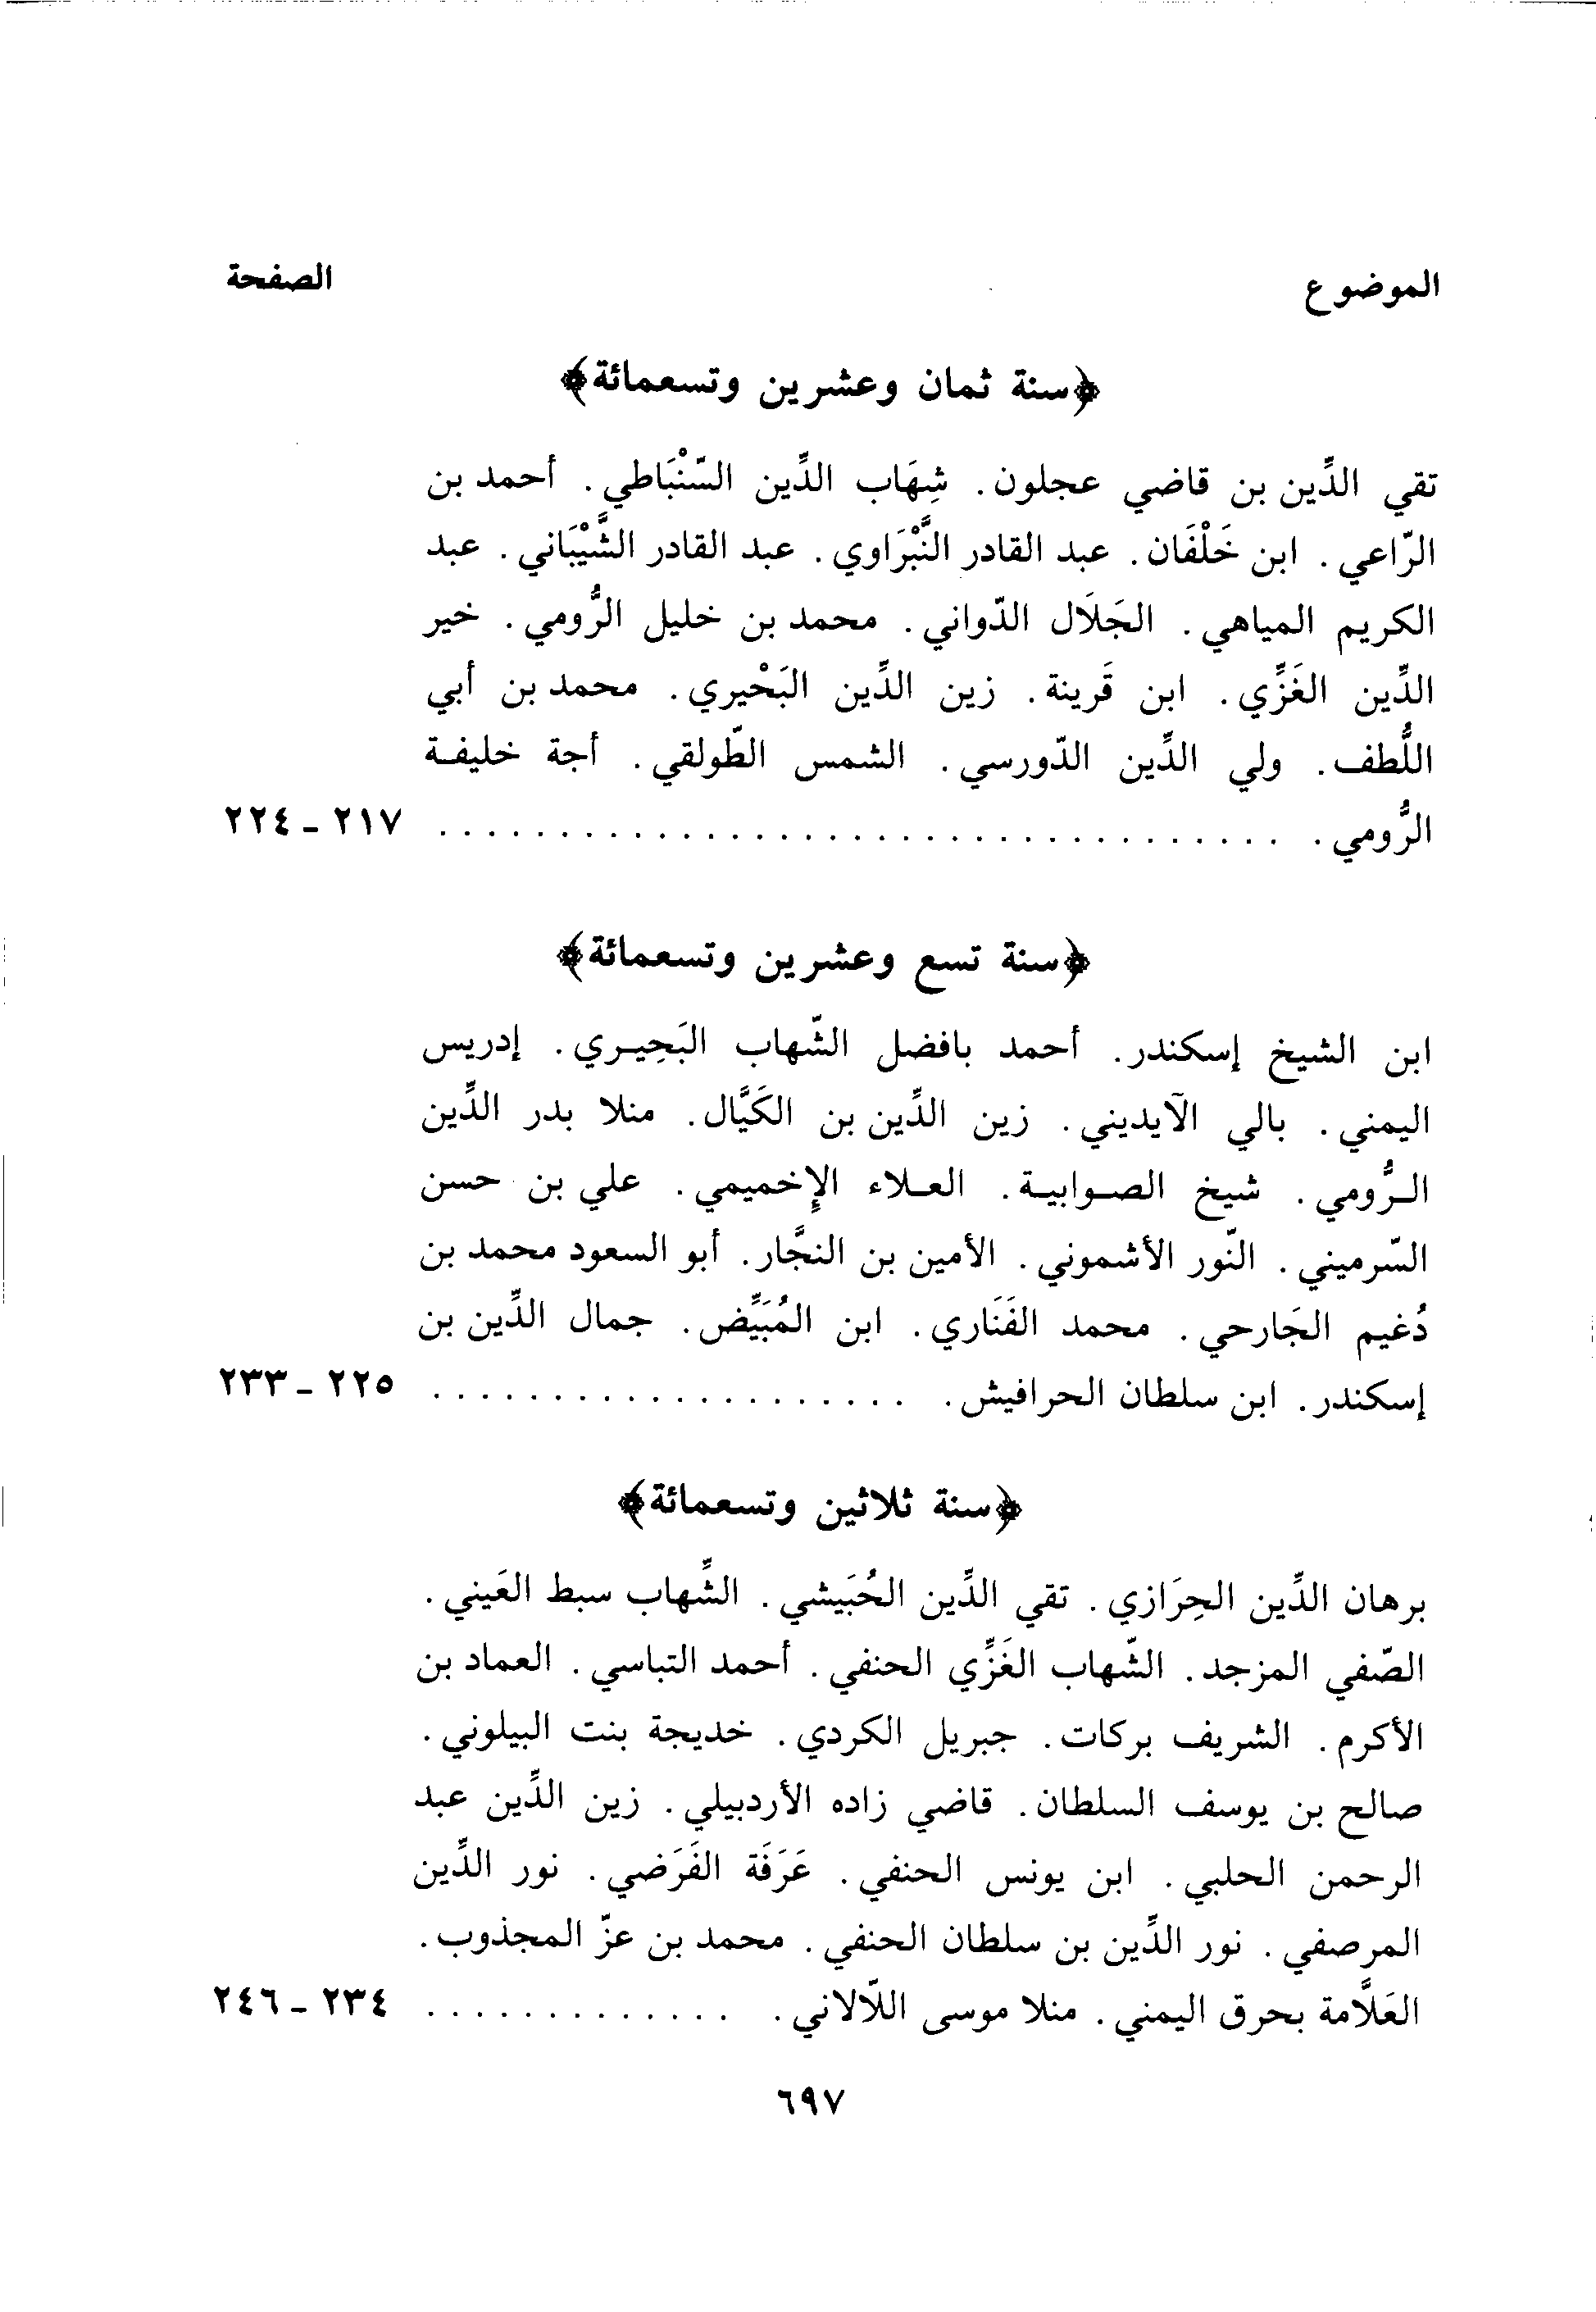 الموضوع الصفحة
﴿سنة ثمان وعشرين وتسعمائة﴾
تقي الدِّين بن قاضي عجلون. شِهَاب الدِّين السّنْبَاطي. أحمد بن
الرّاعي. ابن خَلْفَان. عبد القادر النَّبْرَاوي. عبد القادر الشَّيْبَاني. عبد
الكريم المياهي. الجَلَال الدّواني. محمد بن خليل الرُّومي. خير
الدِّين الغَزِّي. ابن قَرينة. زين الدِّين البَحْيري. محمد بن أبي
اللُّطف. ولي الدِّين الدّورسي. الشمس الطّولقي. أجة خليفة
الرُّومي. . . . . . . . . . . . . . . . . . . . . . . . . . . . . . . . . . . . ٢١٧ - ٢٢٤
﴿سنة تسع وعشرين وتسعمائة﴾
ابن الشيخ إسكندر. أحمد بافضل الشّهاب البَحِيري. إدريس
اليمني. بالي الآيديني. زين الدِّين بن الكَيَّال. منلا بدر الدِّين
الرُّومي. شيخ الصوابية. العلاء الإخميمي. علي بن حسن
السّرميني. النّور الأشموني. الأمين بن النجَّار. أبو السعود محمد بن
دُغيم الجَارحي. محمد الفَنَاري. ابن المُبَيِّض. جمال الدِّين بن
إسكندر. ابن سلطان الحرافيش. . . . . . . . . . . . . . . . . . . . . ٢٢٥ - ٢٣٣
﴿سنة ثلاثين وتسعمائة﴾
برهان الدِّين الحِرَازي. تقي الدِّين الحُبَيشي. الشِّهاب سبط العَيني.
الصّفي المزجد. الشّهاب الغَزِّي الحنفي. أحمد التباسي. العماد بن
الأكرم. الشريف بركات. جبريل الكردي. خديجة بنت البيلوني.
صالح بن يوسف السلطان. قاضي زاده الأردبيلي. زين الدِّين عبد
الرحمن الحلبي. ابن يونس الحنفي. عَرَفَة الفَرَضي. نور الدِّين
المرصفي. نور الدِّين بن سلطان الحنفي. محمد بن عزّ المجذوب.
العَلاَّمة بحرق اليمني. منلا موسى اللّالاني. . . . . . . . . . . . . . ٢٣٤ - ٢٤٦
٦٩٧